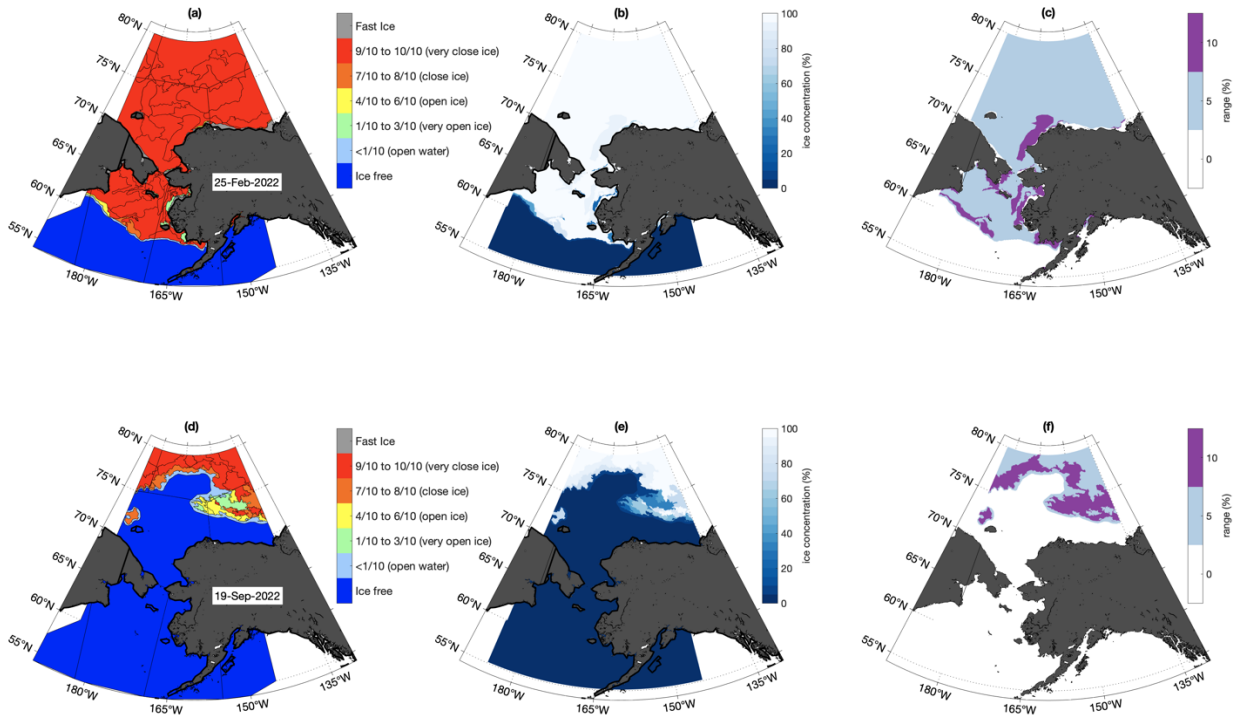 (a)
80°N
75°N
70°N
65°N
60°N
55°N
180°W
165°W
150°W
135°W
25-Feb-2022
Fast Ice
9/10 to 10/10 (very close ice)
7/10 to 8/10 (close ice)
4/10 to 6/10 (open ice)
1/10 to 3/10 (very open ice)
<1/10 (open water)
Ice free
(b)
80°N
75°N
70°N
65°N
60°N
55°N
180°W
165°W
150°W
135°W
100
80
60
40
20
0
ice concentration (%)
(c)
80°N
75°N
70°N
65°N
60°N
55°N
180°W
165°W
150°W
135°W
10
5
0
range (%)
(d)
80°N
75°N
70°N
65°N
60°N
55°N
180°W
165°W
150°W
135°W
19-Sep-2022
Fast Ice
9/10 to 10/10 (very close ice)
7/10 to 8/10 (close ice)
4/10 to 6/10 (open ice)
1/10 to 3/10 (very open ice)
<1/10 (open water)
Ice free
(e)
80°N
75°N
70°N
65°N
60°N
55°N
180°W
165°W
150°W
135°W
100
80
60
40
20
0
ice concentration (%)
(f)
80°N
75°N
70°N
65°N
60°N
55°N
180°W
165°W
150°W
135°W
10
5
0
range (%)